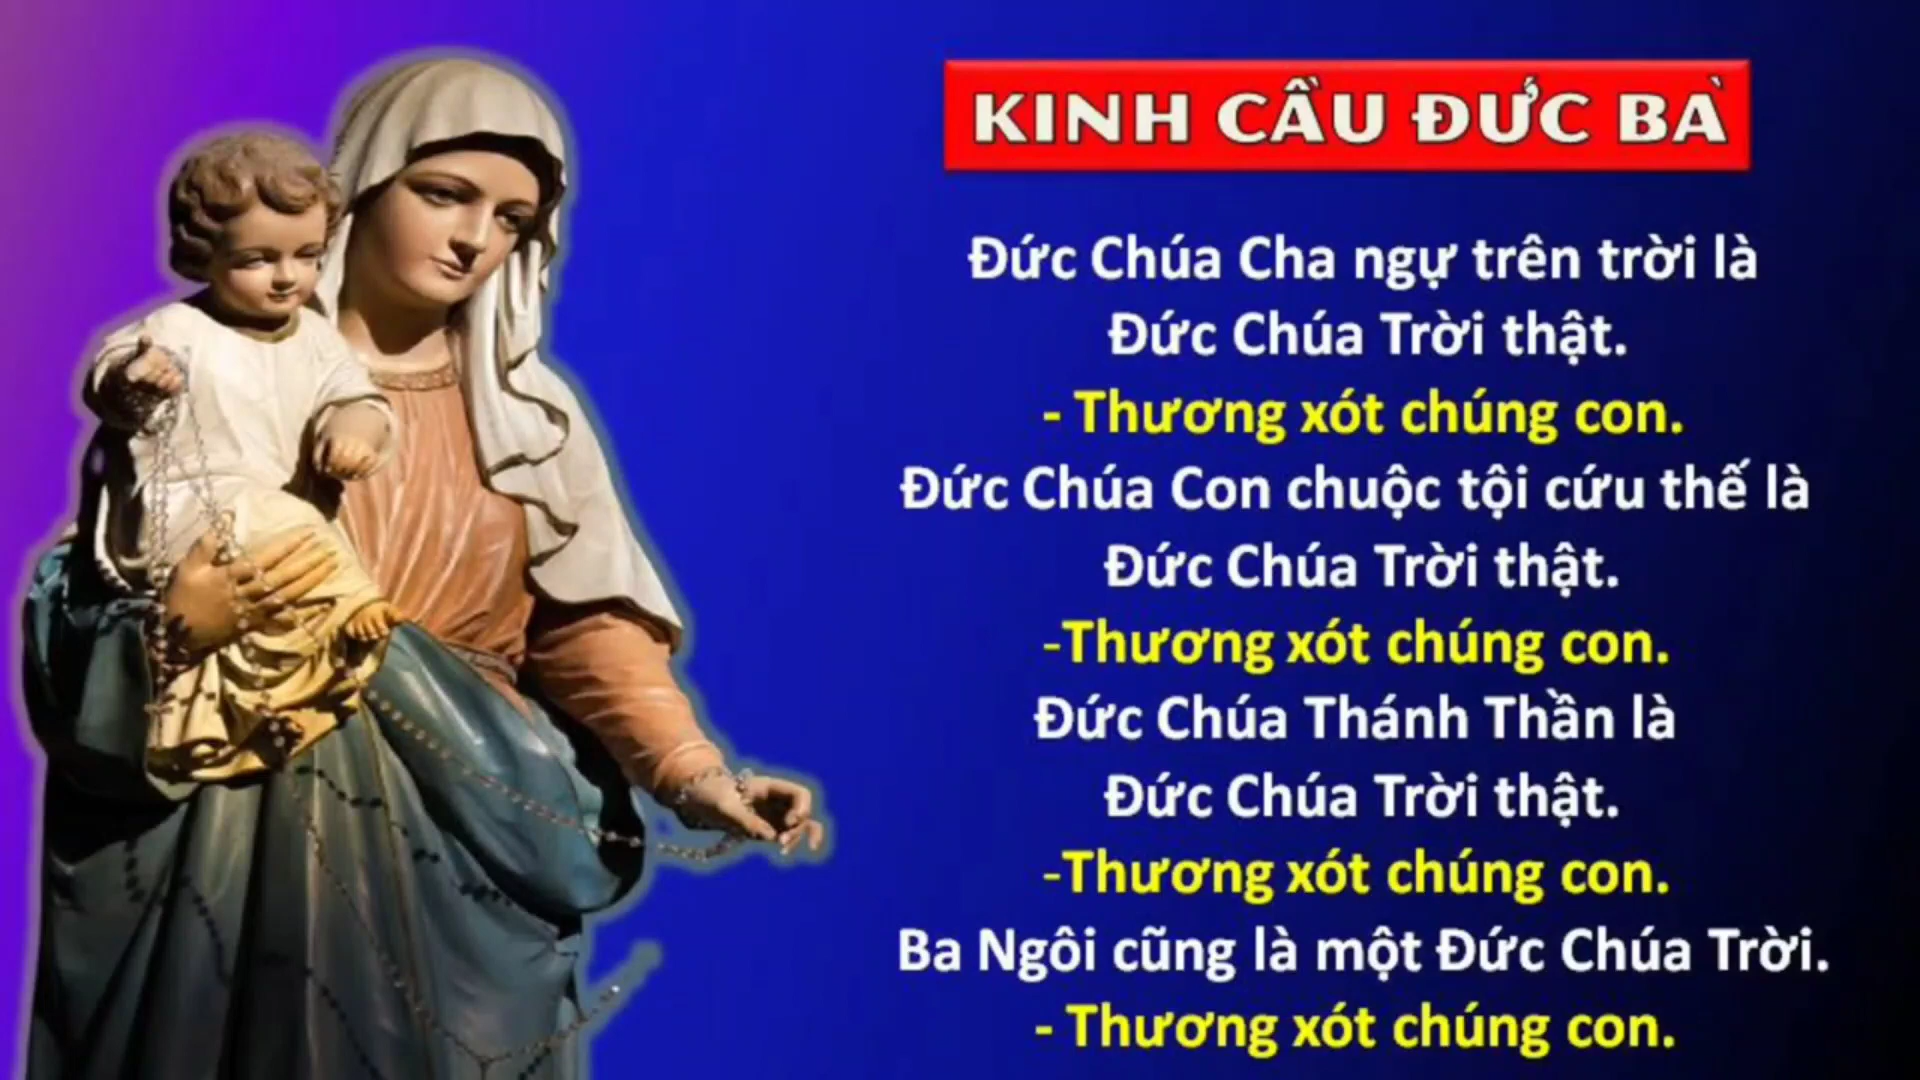 KINH CẦU ĐỨC BÀ
Đức Chúa Cha ngự trên trời là
Đức Chúa Trời thật.
- Thương xót chúng con.
Đức Chúa Con chuộc tội cứu thế là
Đức Chúa Trời thật.
-Thương xót chúng con.
Đức Chúa Thánh Thần là
Đức Chúa Trời thật.
-Thương xót chúng con.
Ba Ngôi cũng là một Đức Chúa Trời.
- Thương xót chúng con.